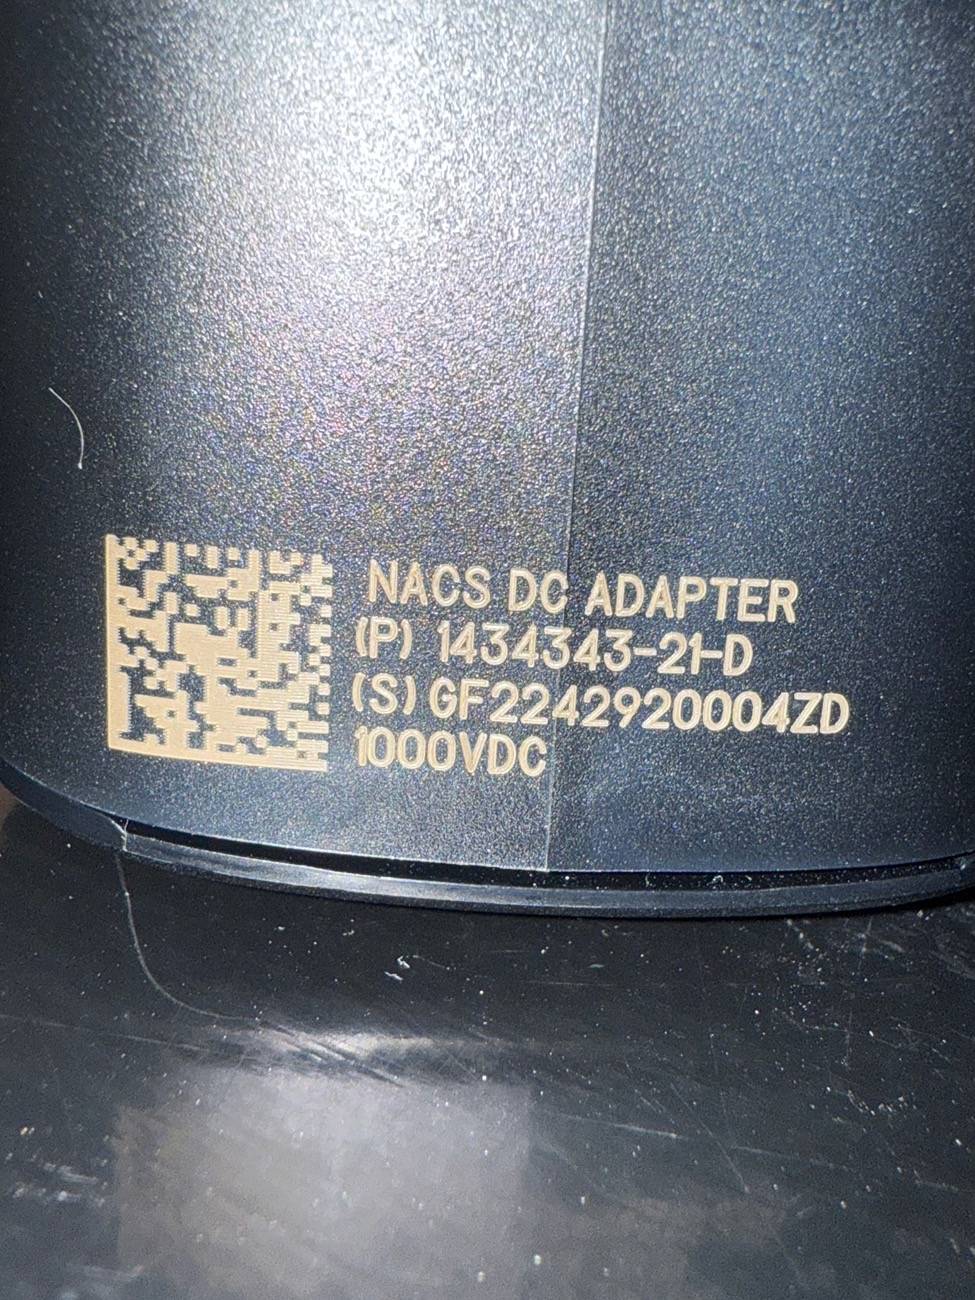 NACS DC ADAPTER
(P) 1434343-21-D
(S) GF2242920004ZD
1000VDC